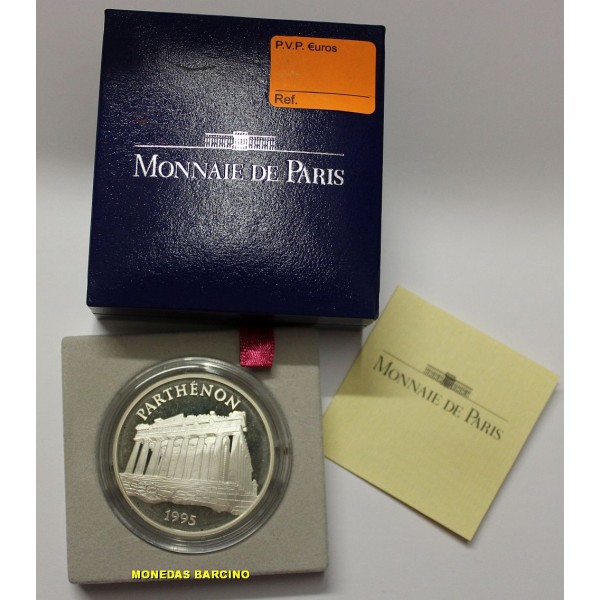 P.V.P. €uros
Ref.
MONNAIE DE PARIS
MONNAIE DE PARIS
PARTHÉNON
1995
MONEDAS BARCINO